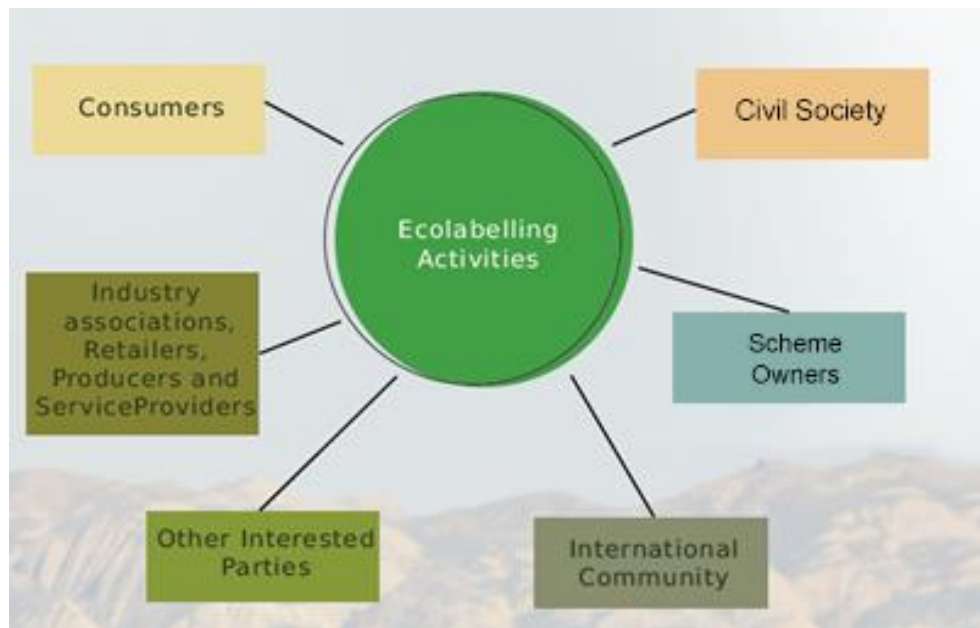 Consumers
Civil Society
Ecolabelling
Activities
Industry
associations,
Retailers,
Producers and
ServiceProviders
Scheme
Owners
Other Interested
Parties
International
Community